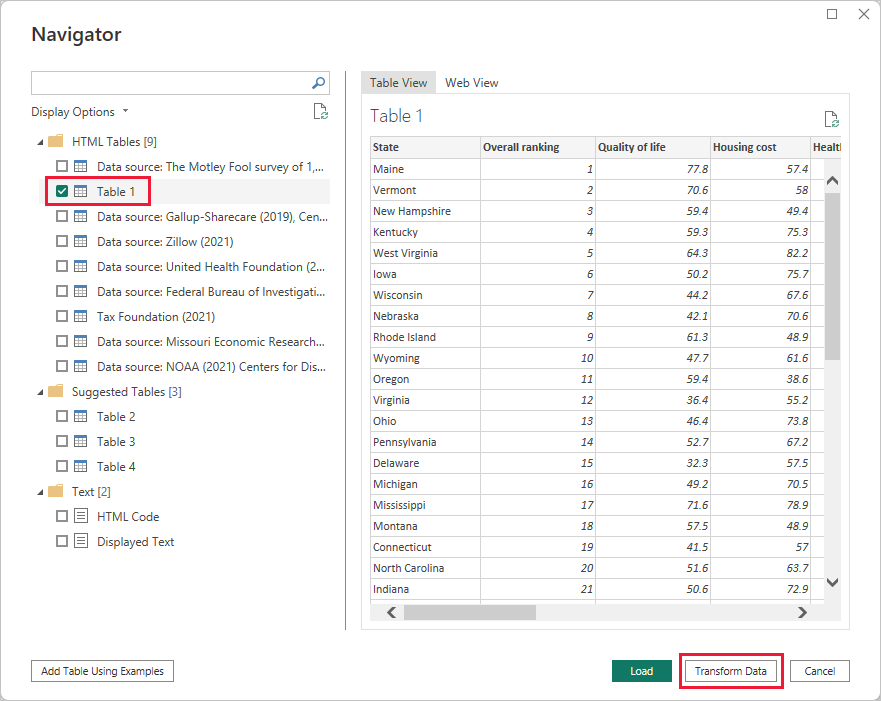 Navigator
Display Options
HTML Tables [9]
Data source: The Motley Fool survey of 1,...
Table 1
Data source: Gallup-Sharecare (2019), Cen...
Data source: Zillow (2021)
Data source: United Health Foundation (2...
Data source: Federal Bureau of Investigati...
Tax Foundation (2021)
Data source: Missouri Economic Research...
Data source: NOAA (2021) Centers for Dis...
Suggested Tables [3]
Table 2
Table 3
Table 4
Text [2]
HTML Code
Displayed Text
Table View Web View
Table 1
State Overall ranking Quality of life Housing cost Healt
Maine 1 77.8 57.4
Vermont 2 70.6 58
New Hampshire 3 59.4 49.4
Kentucky 4 59.3 75.3
West Virginia 5 64.3 82.2
Iowa 6 50.2 75.7
Wisconsin 7 44.2 67.6
Nebraska 8 42.1 70.6
Rhode Island 9 61.3 48.9
Wyoming 10 47.7 61.6
Oregon 11 59.4 38.6
Virginia 12 36.4 55.2
Ohio 13 46.4 73.8
Pennsylvania 14 52.7 67.2
Delaware 15 32.3 57.5
Michigan 16 49.2 70.5
Mississippi 17 71.6 78.9
Montana 18 57.5 48.9
Connecticut 19 41.5 57
North Carolina 20 51.6 63.7
Indiana 21 50.6 72.9
Add Table Using Examples Load Transform Data Cancel